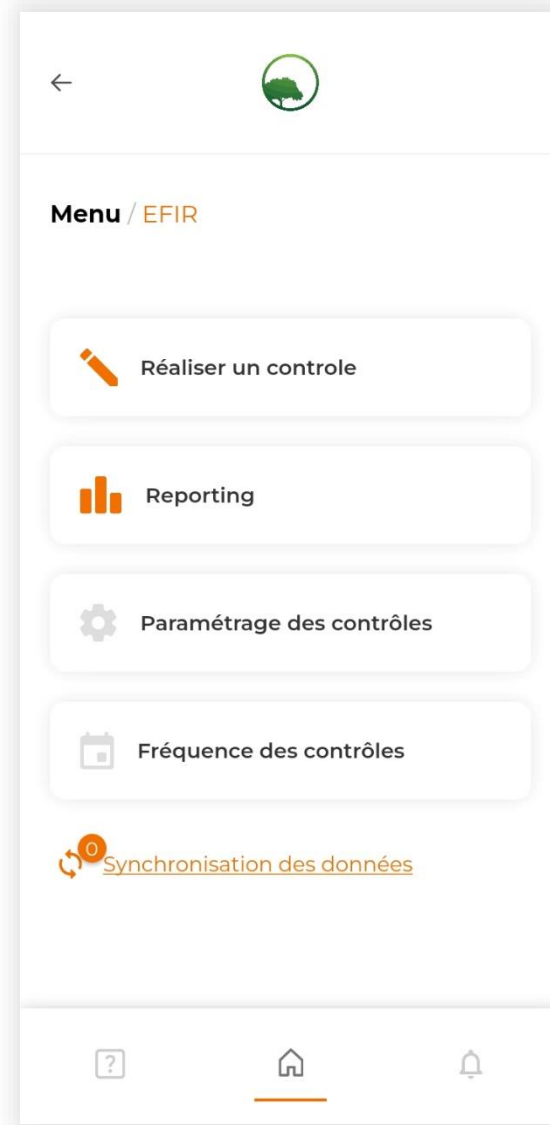 Menu / EFIR
Réaliser un controle
Reporting
Paramétrage des contrôles
Fréquence des contrôles
0
Synchronisation des données
?